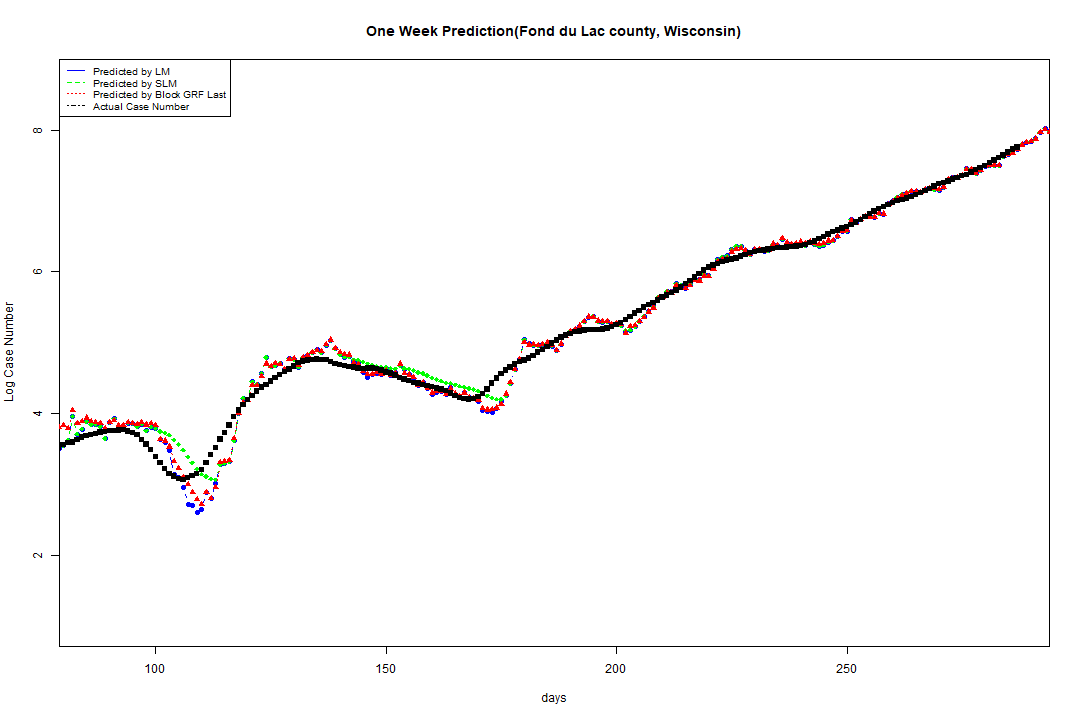 One Week Prediction(Fond du Lac county, Wisconsin)
Predicted by LM
Predicted by SLM
Predicted by Block GRF Last
Actual Case Number
8
6
4
2
Log Case Number
100 150 200 250
days